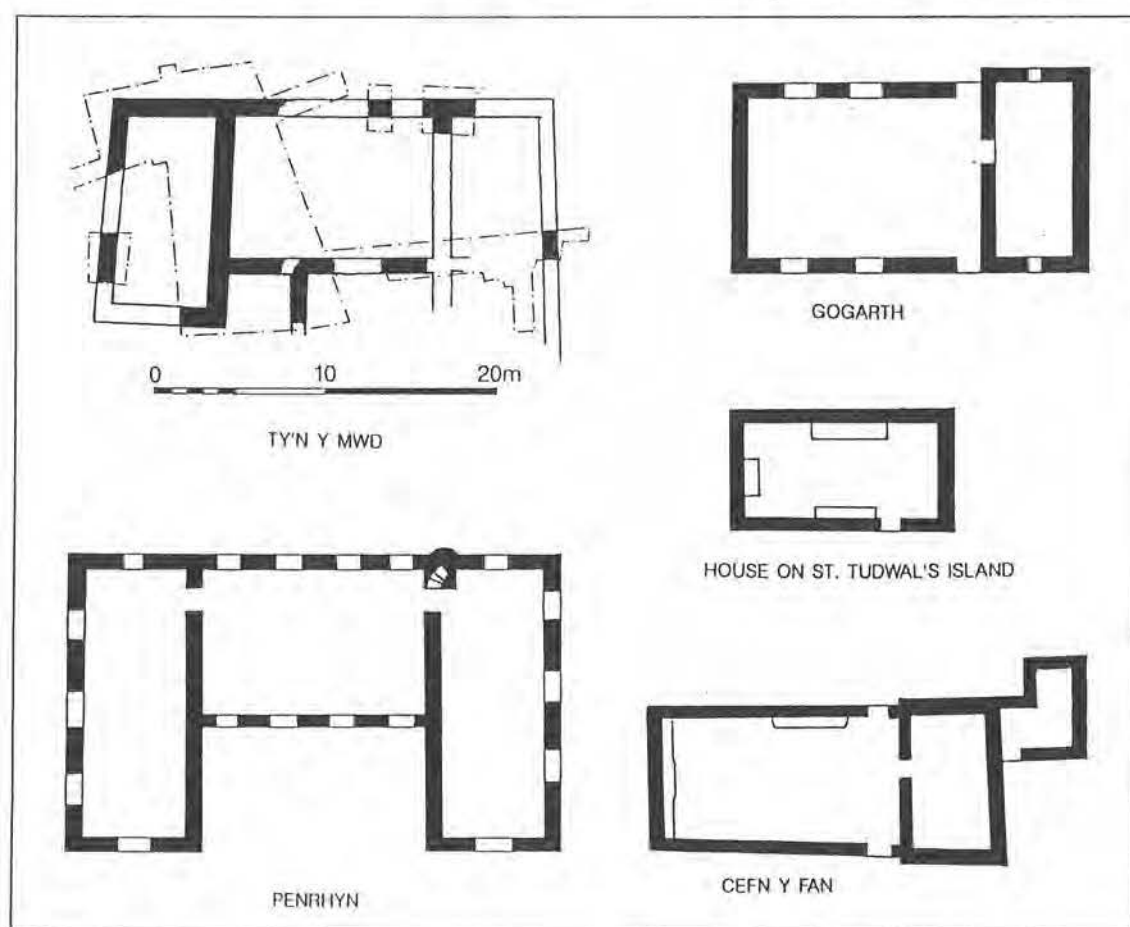 GOGARTH
0 10 20m
TY'N Y MWD
HOUSE ON ST. TUDWAL'S ISLAND
PENRHYN
CEFN Y FAN